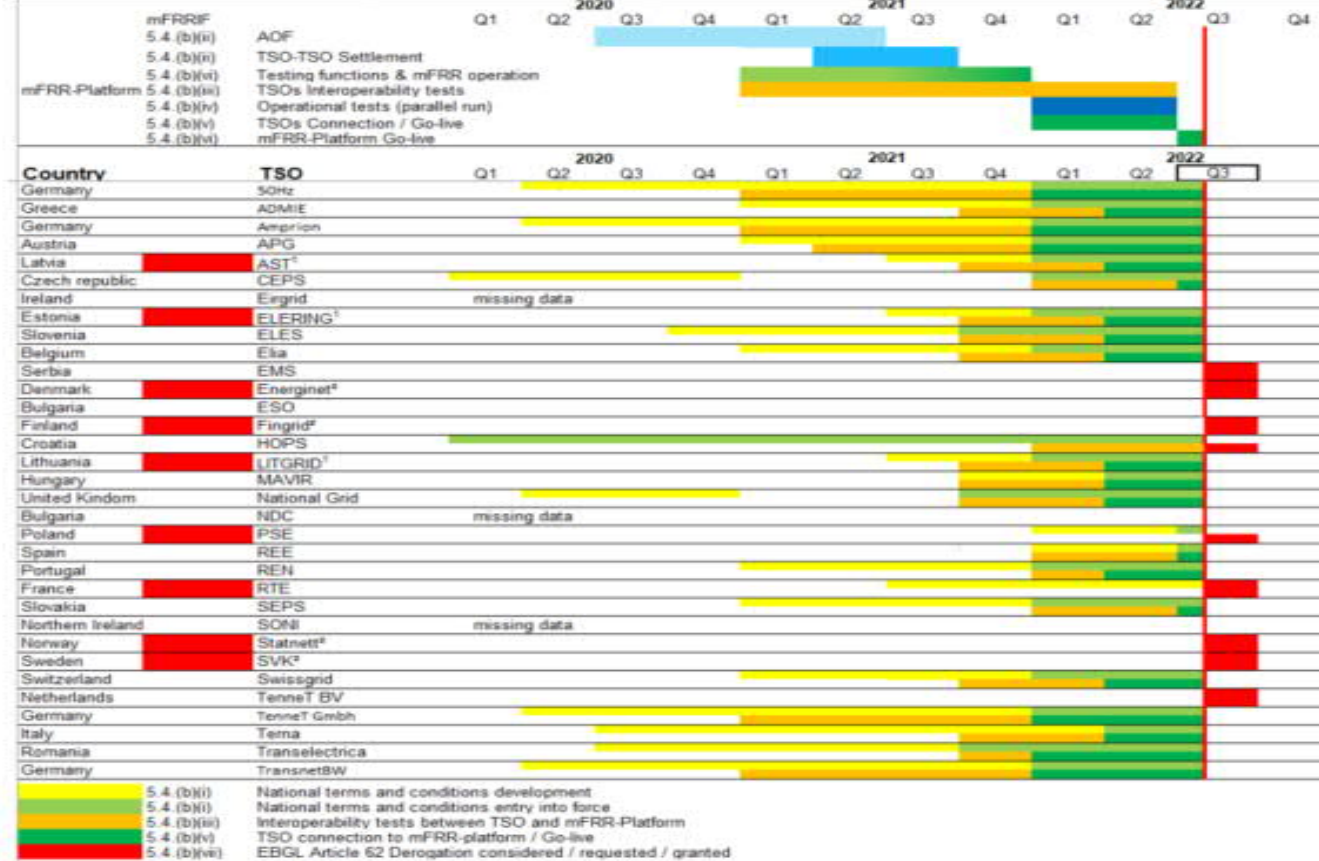 2020 2021 2022
mFRRIF Q1 Q2 Q3 Q4 Q1 Q2 Q3 Q4 Q1 Q2 Q3 Q4
5.4.(b)(ii) AOF
5.4.(b)(ii) TSO-TSO Settlement
5.4.(b)(vi) Testing functions & mFRR operation
mFRR-Platform 5.4.(b)(iii) TSOs Interoperability tests
5.4.(b)(iv) Operational tests (parallel run)
5.4.(b)(v) TSOs Connection / Go-live
5.4.(b)(vi) mFRR-Platform Go-live
2020 2021 2022
Country TSO Q1 Q2 Q3 Q4 Q1 Q2 Q3 Q4 Q1 Q2 Q3
Germany 50Hz
Greece ADMIE
Germany Amprion
Austria APG
Latvia AST¹
Czech republic CEPS
Ireland Eirgrid missing data
Estonia ELERING¹
Slovenia ELES
Belgium Elia
Serbia EMS
Denmark Energinet²
Bulgaria ESO
Finland Fingrid²
Croatia HOPS
Lithuania LITGRID¹
Hungary MAVIR
United Kindom National Grid
Bulgaria NDC missing data
Poland PSE
Spain REE
Portugal REN
France RTE
Slovakia SEPS
Northern Ireland SONI missing data
Norway Statnett²
Sweden SVK²
Switzerland Swissgrid
Netherlands TenneT BV
Germany TenneT Gmbh
Italy Terna
Romania Transelectrica
Germany TransnetBW
5.4.(b)(i) National terms and conditions development
5.4.(b)(i) National terms and conditions entry into force
5.4.(b)(iii) Interoperability tests between TSO and mFRR-Platform
5.4.(b)(v) TSO connection to mFRR-platform / Go-live
5.4.(b)(vii) EBGL Article 62 Derogation considered / requested / granted